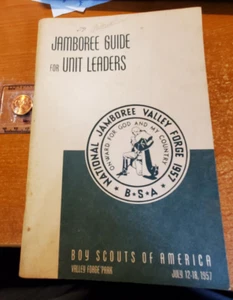 JAMBOREE GUIDE
FOR UNIT LEADERS
NATIONAL JAMBOREE VALLEY FORGE 1957
ONWARD FOR GOD AND MY COUNTRY
B·S·A
BOY SCOUTS OF AMERICA
VALLEY FORGE PARK
JULY 12-18, 1957